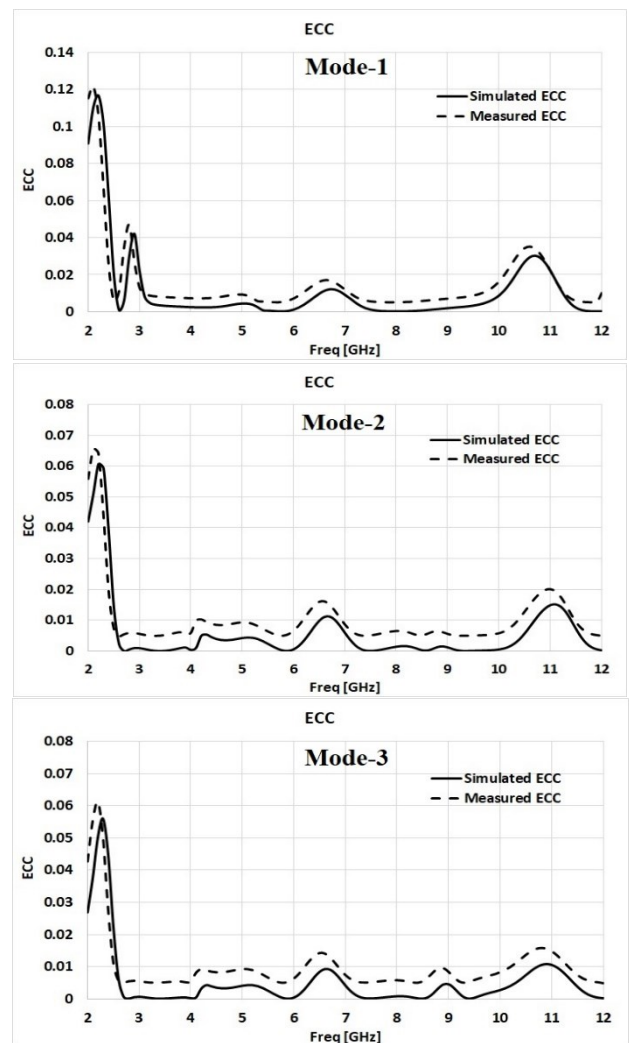 ECC
Mode-1
0.14
0.12
0.1
0.08
0.06
0.04
0.02
0
ECC
Simulated ECC
Measured ECC
2 3 4 5 6 7 8 9 10 11 12
Freq [GHz]
ECC
Mode-2
0.08
0.07
0.06
0.05
0.04
0.03
0.02
0.01
0
ECC
Simulated ECC
Measured ECC
2 3 4 5 6 7 8 9 10 11 12
Freq [GHz]
ECC
Mode-3
0.08
0.07
0.06
0.05
0.04
0.03
0.02
0.01
0
ECC
Simulated ECC
Measured ECC
2 3 4 5 6 7 8 9 10 11 12
Freq [GHz]